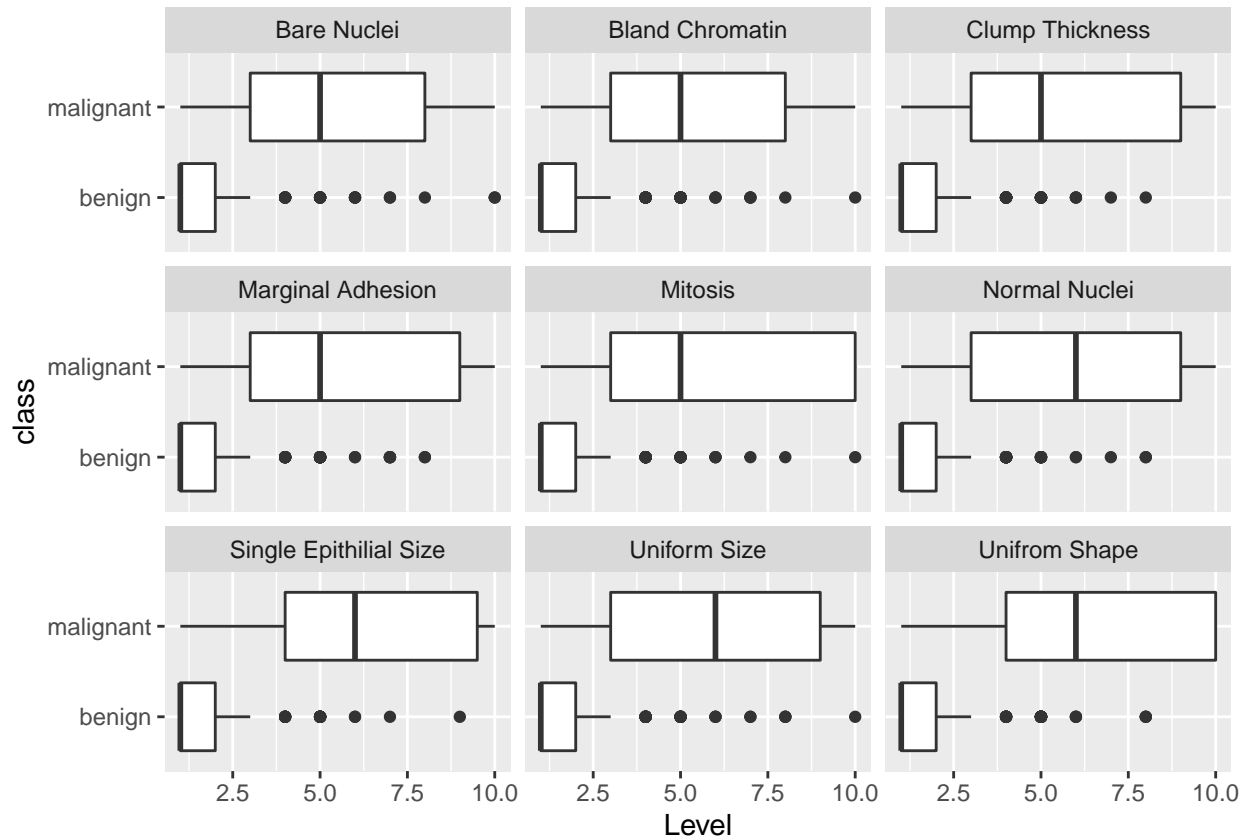 Bare Nuclei
Bland Chromatin
Clump Thickness
malignant
benign
Marginal Adhesion
Mitosis
Normal Nuclei
malignant
benign
class
Single Epithilial Size
Uniform Size
Unifrom Shape
malignant
benign
2.5 5.0 7.5 10.0
2.5 5.0 7.5 10.0
2.5 5.0 7.5 10.0
Level